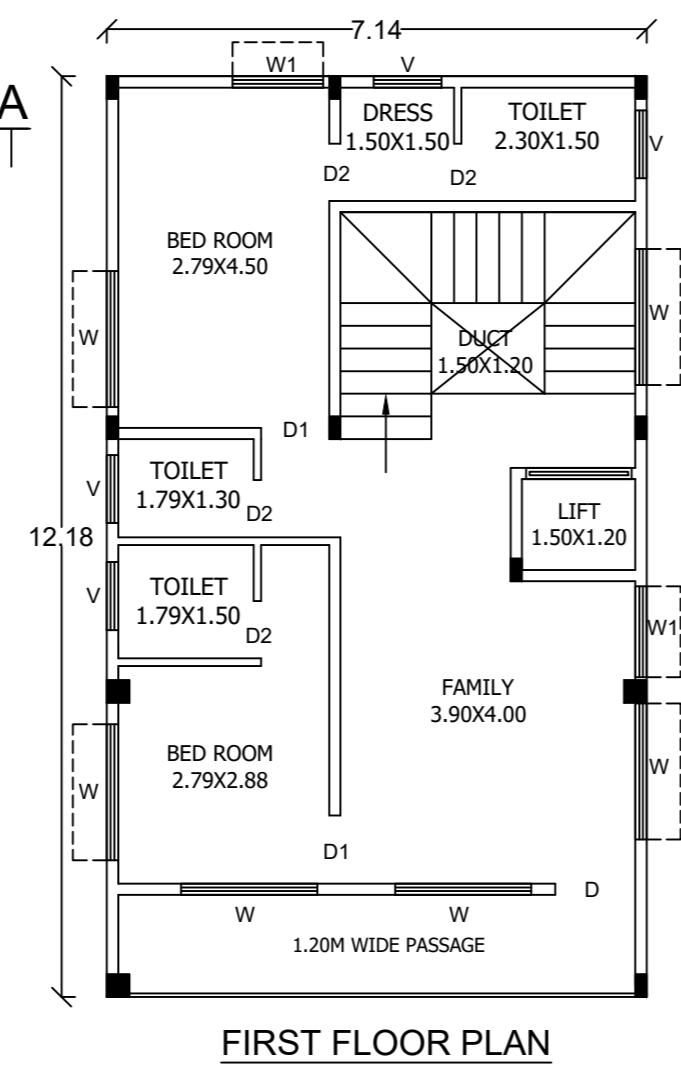 7.14
W1
V
A
DRESS
1.50X1.50
TOILET
2.30X1.50
V
D2
D2
BED ROOM
2.79X4.50
W
W
DUCT
1.50X1.20
D1
TOILET
1.79X1.30
V
D2
LIFT
1.50X1.20
12.18
TOILET
1.79X1.50
V
D2
W1
FAMILY
3.90X4.00
BED ROOM
2.79X2.88
W
W
D1
D
W
W
1.20M WIDE PASSAGE
FIRST FLOOR PLAN